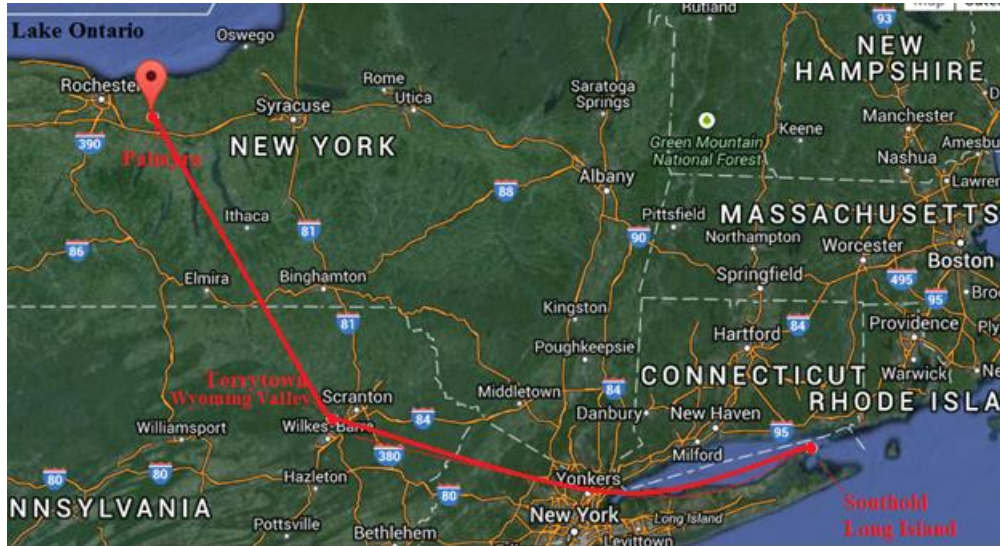 Lake Ontario
Oswego
Rutland
93
NEW
HAMPSHIRE
Rochester
Rome
Utica
Syracuse
Saratoga
Springs
Manchester
390
Palmyra
NEW YORK
Green Mountain
National Forest
Keene
Nashua
Albany
88
Ithaca
81
Pittsfield
MASSACHUSETTS
86
90
Northampton
Worcester
Boston
Elmira
Binghamton
Springfield
495
95
Kingston
81
Hartford
84
Providence
Poughkeepsie
Forrytown
Wyoming Valley
Scranton
Middletown
84
CONNECTICUT
Warwick
84
Danbury
New Haven
RHODE ISLA
Williamsport
Wilkes-Barre
95
380
Milford
80
80
Hazleton
Yonkers
80
NNSYLVANIA
New York
Southold
Long Island
Pottsville
Long Island
Bethlehem
Levittown